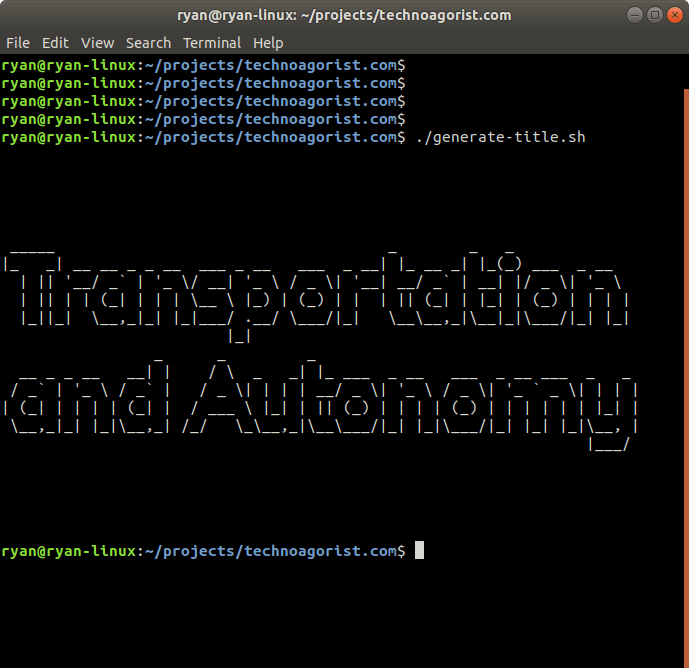 ryan@ryan-linux: ~/projects/technoagorist.com
File Edit View Search Terminal Help
ryan@ryan-linux:~/projects/technoagorist.com$
ryan@ryan-linux:~/projects/technoagorist.com$
ryan@ryan-linux:~/projects/technoagorist.com$
ryan@ryan-linux:~/projects/technoagorist.com$
ryan@ryan-linux:~/projects/technoagorist.com$ ./generate-title.sh
Transportation
and Autonomy
ryan@ryan-linux:~/projects/technoagorist.com$